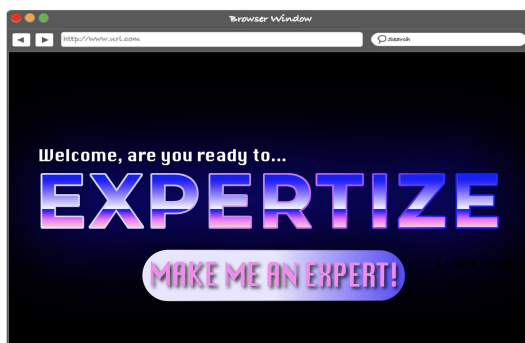 Browser Window
http://www.url.com
Search
Welcome, are you ready to...
EXPERTIZE
MAKE ME AN EXPERT!